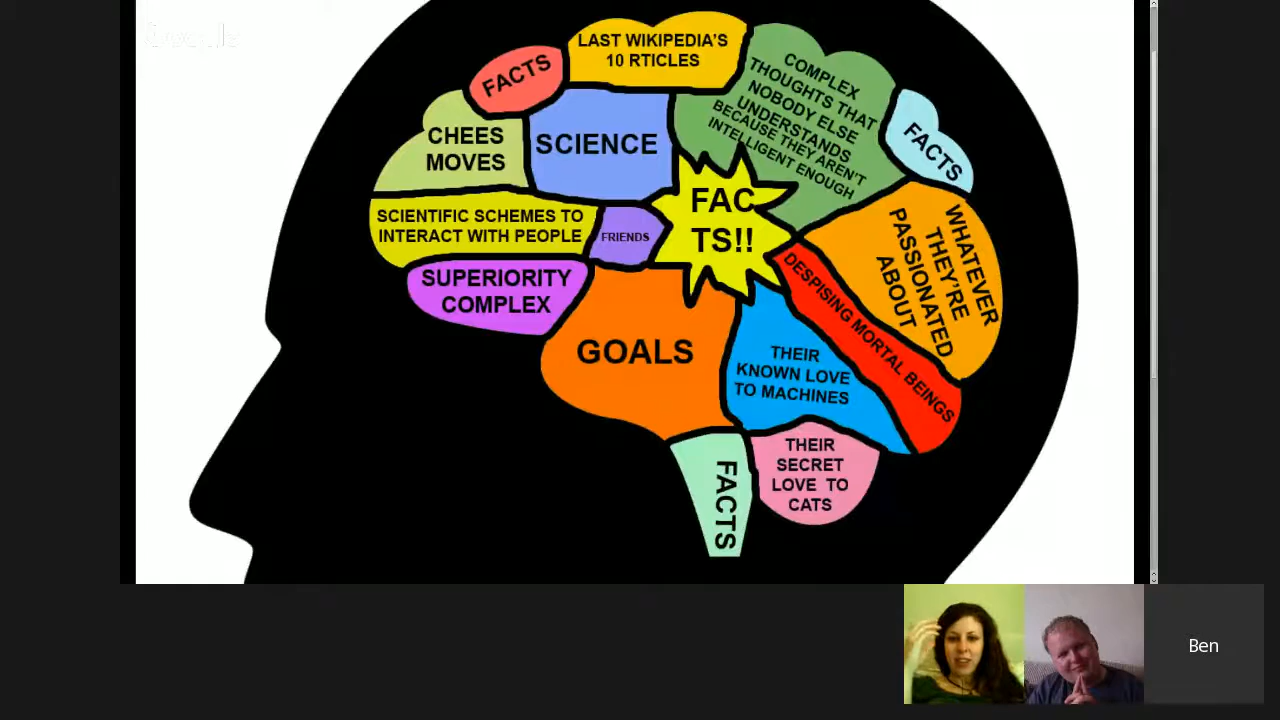 LAST WIKIPEDIA'S
10 RTICLES
FACTS
COMPLEX
THOUGHTS THAT
NOBODY ELSE
UNDERSTANDS
BECAUSE THEY AREN'T
INTELLIGENT ENOUGH
FACTS
CHEES
MOVES
SCIENCE
FAC
TS!!
SCIENTIFIC SCHEMES TO
INTERACT WITH PEOPLE
FRIENDS
WHATEVER
THEY'RE
PASSIONATED
ABOUT
SUPERIORITY
COMPLEX
DESPISING MORTAL BEINGS
GOALS
THEIR
KNOWN LOVE
TO MACHINES
THEIR
SECRET
LOVE TO
CATS
FACTS
Ben